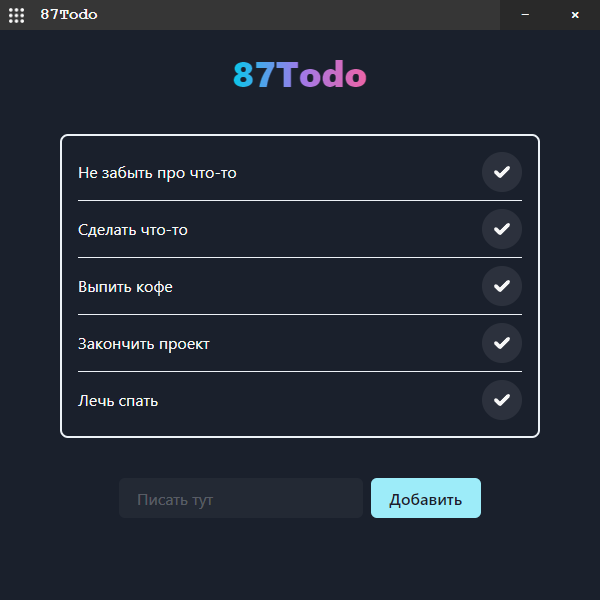 87Todo
87Todo
Не забыть про что-то
Сделать что-то
Выпить кофе
Закончить проект
Лечь спать
Писать тут
Добавить